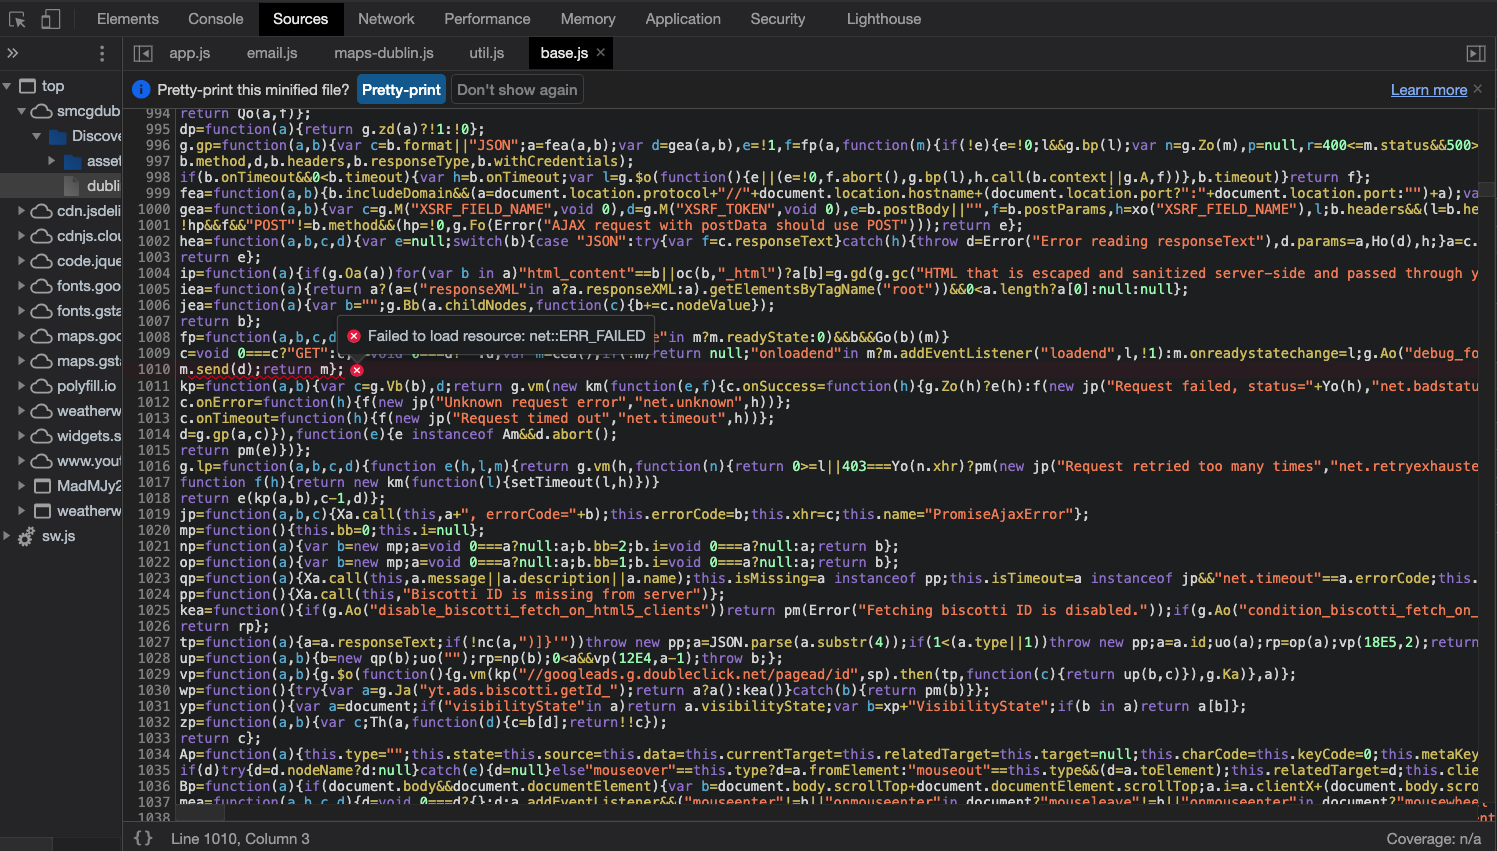 Elements Console Sources Network Performance Memory Application Security Lighthouse
app.js email.js maps-dublin.js util.js base.js
Pretty-print this minified file? Pretty-print Don't show again Learn more
top
smcgdub
Discove
asset
dublin
cdn.jsdeli
cdnjs.clou
code.jque
fonts.goo
fonts.gsta
maps.goo
maps.gsta
polyfill.io
weatherw
widgets.s
www.yout
MadMJy2
weatherw
sw.js
994 return Qo(a,f)};
995 dp=function(a){return g.zd(a)?!1:!0};
996 g.gp=function(a,b){var c=b.format||"JSON";a=fea(a,b);var d=gea(a,b),e=!1,f=fp(a,function(m){if(!e){e=!0;l&&g.bp(l);var n=g.Zo(m),p=null,r=400<=m.status&&500>
997 b.method,d,b.headers,b.responseType,b.withCredentials);
998 if(b.onTimeout&&0<b.timeout){var h=b.onTimeout;var l=g.$o(function(){e||(e=!0,f.abort(),g.bp(l),h.call(b.context||g.A,f))},b.timeout)}return f};
999 fea=function(a,b){b.includeDomain&&(a=document.location.protocol+"//"+document.location.hostname+(document.location.port?":"+document.location.port:"")+a);va
1000 gea=function(a,b){var c=g.M("XSRF_FIELD_NAME",void 0),d=g.M("XSRF_TOKEN",void 0),e=b.postBody||"",f=b.postParams,h=xo("XSRF_FIELD_NAME"),l;b.headers&&(l=b.he
1001 !hp&&f&&"POST"!=b.method&&(hp=!0,g.Fo(Error("AJAX request with postData should use POST")));return e};
1002 hea=function(a,b,c,d){var e=null;switch(b){case "JSON":try{var f=c.responseText}catch(h){throw d=Error("Error reading responseText"),d.params=a,Ho(d),h;}a=c.
1003 return e};
1004 ip=function(a){if(g.Oa(a))for(var b in a)"html_content"==b||oc(b,"_html")?a[b]=g.gd(g.gc("HTML that is escaped and sanitized server-side and passed through y
1005 iea=function(a){return a?(a=("responseXML"in a?a.responseXML:a).getElementsByTagName("root"))&&0<a.length?a[0]:null:null};
1006 jea=function(a){var b="";g.Bb(a.childNodes,function(c){b+=c.nodeValue});
1007 return b};
1008 fp=function(a,b,c,d e"in m?m.readyState:0)&&b&&Go(b)(m)}
Failed to load resource: net::ERR_FAILED
1009 c=void 0===c?"GET": return null;"onloadend"in m?m.addEventListener("loadend",l,!1):m.onreadystatechange=l;g.Ao("debug_fo
1010 m.send(d);return m};
1011 kp=function(a,b){var c=g.Vb(b),d;return g.vm(new km(function(e,f){c.onSuccess=function(h){g.Zo(h)?e(h):f(new jp("Request failed, status="+Yo(h),"net.badstatu
1012 c.onError=function(h){f(new jp("Unknown request error","net.unknown",h))};
1013 c.onTimeout=function(h){f(new jp("Request timed out","net.timeout",h))};
1014 d=g.gp(a,c)}),function(e){e instanceof Am&&d.abort();
1015 return pm(e)})};
1016 g.lp=function(a,b,c,d){function e(h,l,m){return g.vm(h,function(n){return 0>=l||403===Yo(n.xhr)?pm(new jp("Request retried too many times","net.retryexhauste
1017 function f(h){return new km(function(l){setTimeout(l,h)})}
1018 return e(kp(a,b),c-1,d)};
1019 jp=function(a,b,c){Xa.call(this,a+", errorCode="+b);this.errorCode=b;this.xhr=c;this.name="PromiseAjaxError"};
1020 mp=function(){this.bb=0;this.i=null};
1021 np=function(a){var b=new mp;a=void 0===a?null:a;b.bb=2;b.i=void 0===a?null:a;return b};
1022 op=function(a){var b=new mp;a=void 0===a?null:a;b.bb=1;b.i=void 0===a?null:a;return b};
1023 qp=function(a){Xa.call(this,a.message||a.description||a.name);this.isMissing=a instanceof pp;this.isTimeout=a instanceof jp&&"net.timeout"==a.errorCode;this.
1024 pp=function(){Xa.call(this,"Biscotti ID is missing from server")};
1025 kea=function(){if(g.Ao("disable_biscotti_fetch_on_html5_clients"))return pm(Error("Fetching biscotti ID is disabled."));if(g.Ao("condition_biscotti_fetch_on_
1026 return rp};
1027 tp=function(a){a=a.responseText;if(!nc(a,")]}'"))throw new pp;a=JSON.parse(a.substr(4));if(1<(a.type||1))throw new pp;a=a.id;uo(a);rp=op(a);vp(18E5,2);return
1028 up=function(a,b){b=new qp(b);uo("");rp=np(b);0<a&&vp(12E4,a-1);throw b;};
1029 vp=function(a,b){g.$o(function(){g.vm(kp("//googleads.g.doubleclick.net/pagead/id",sp).then(tp,function(c){return up(b,c)}),g.Ka)},a)};
1030 wp=function(){try{var a=g.Ja("yt.ads.biscotti.getId_");return a?a():kea()}catch(b){return pm(b)}};
1031 yp=function(){var a=document;if("visibilityState"in a)return a.visibilityState;var b=xp+"VisibilityState";if(b in a)return a[b]};
1032 zp=function(a,b){var c;Th(a,function(d){c=b[d];return!!c});
1033 return c};
1034 Ap=function(a){this.type="";this.state=this.source=this.data=this.currentTarget=this.relatedTarget=this.target=null;this.charCode=this.keyCode=0;this.metaKey
1035 if(d)try{d=d.nodeName?d:null}catch(e){d=null}else"mouseover"==this.type?d=a.fromElement:"mouseout"==this.type&&(d=a.toElement);this.relatedTarget=d;this.clie
1036 Bp=function(a){if(document.body&&document.documentElement){var b=document.body.scrollTop+document.documentElement.scrollTop;a.i=a.clientX+(document.body.scro
1037 mea=function(a,b,c,d){d=void 0===d?{}:d;a.addEventListener&&("mouseenter"!=b||"onmouseenter"in document?"mouseleave"!=b||"onmouseenter"in document?"mousewhee
1038
{} Line 1010, Column 3 Coverage: n/a